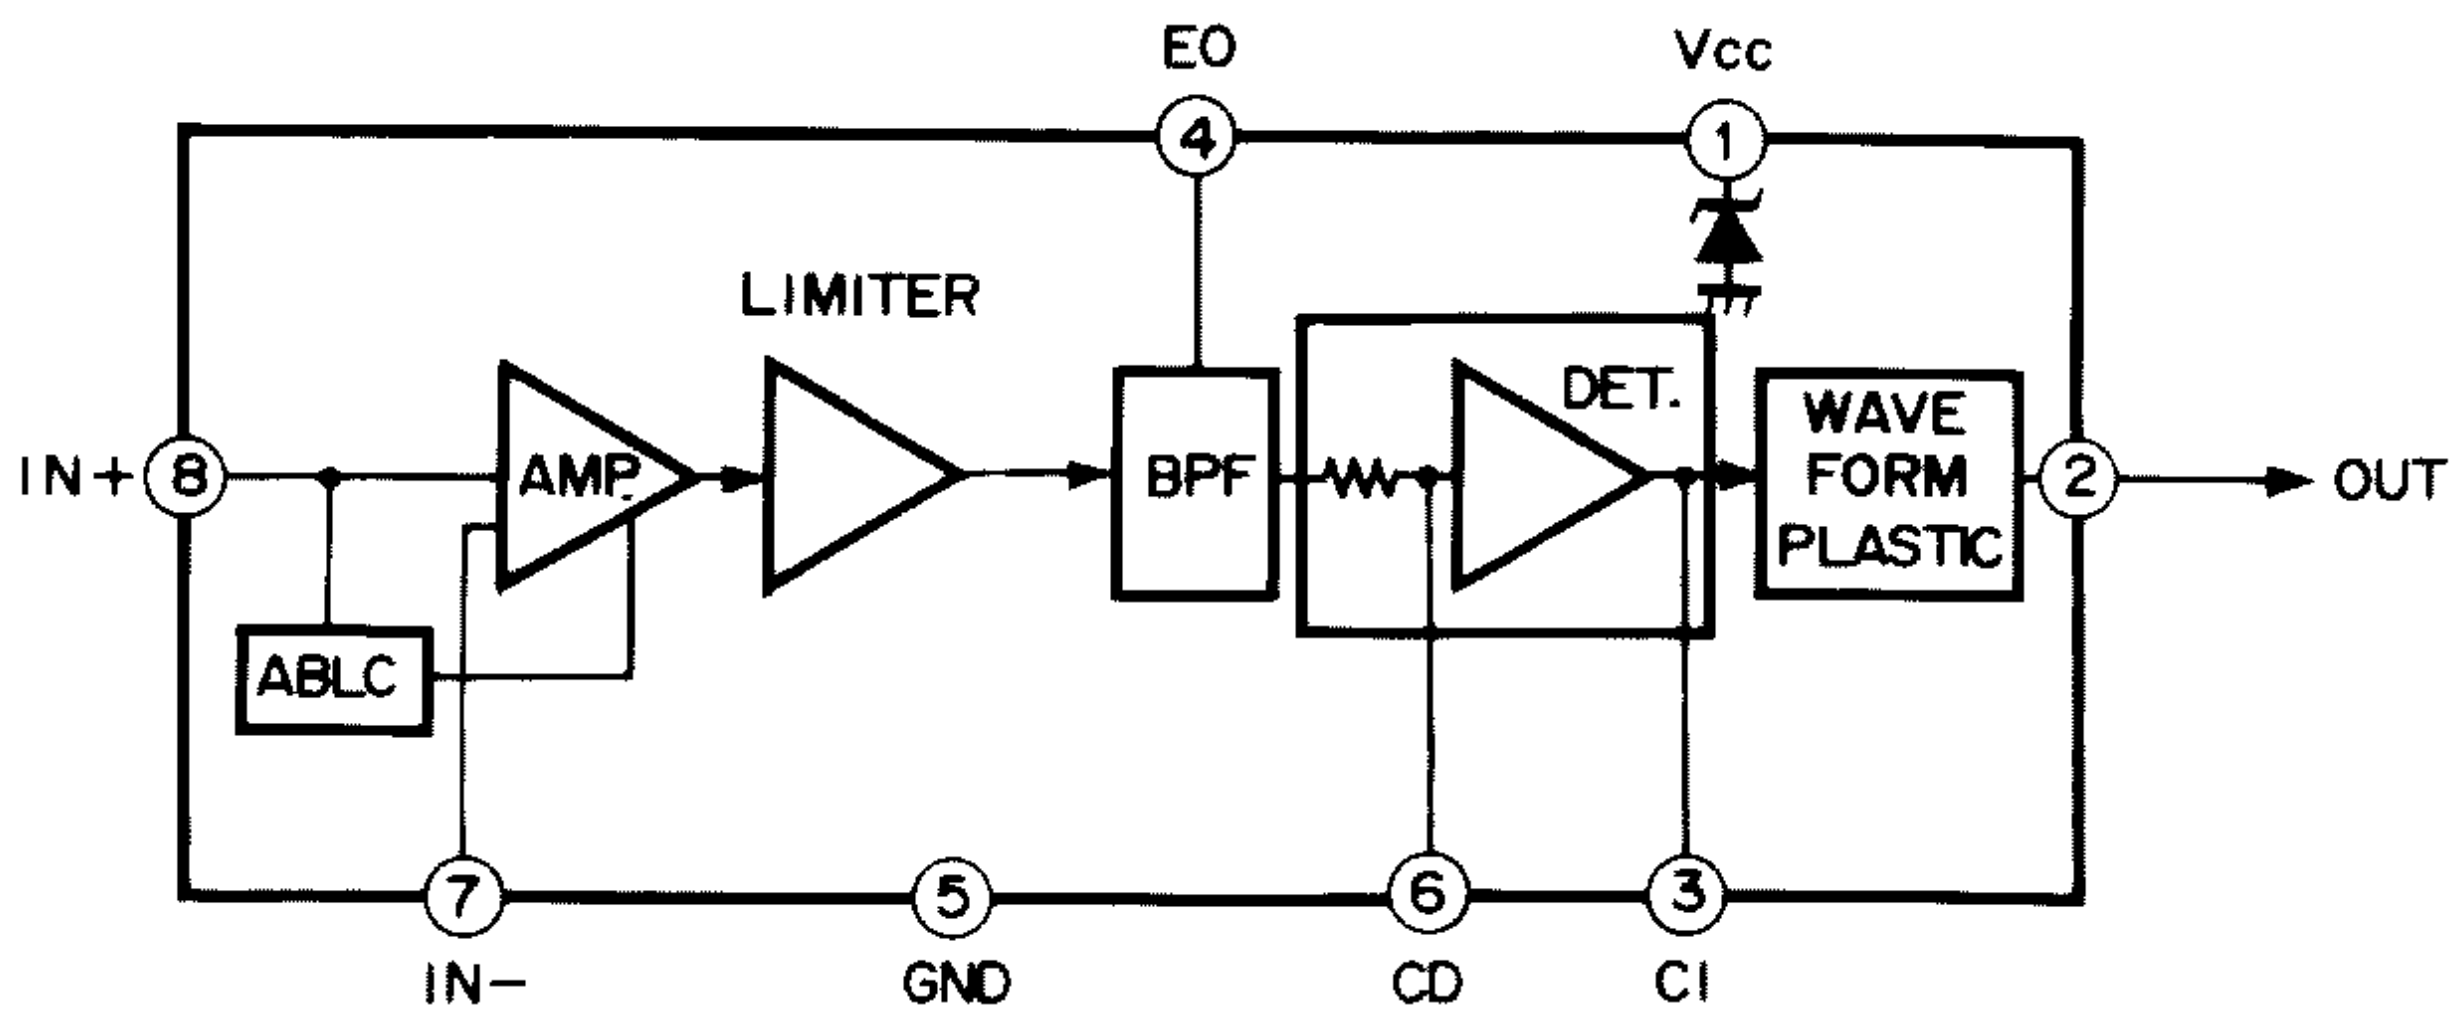 EO
Vcc
4
1
LIMITER
DET.
WAVE
FORM
PLASTIC
IN+
8
AMP.
BPF
2
OUT
ABLC
7
5
6
3
IN-
GND
CD
CI